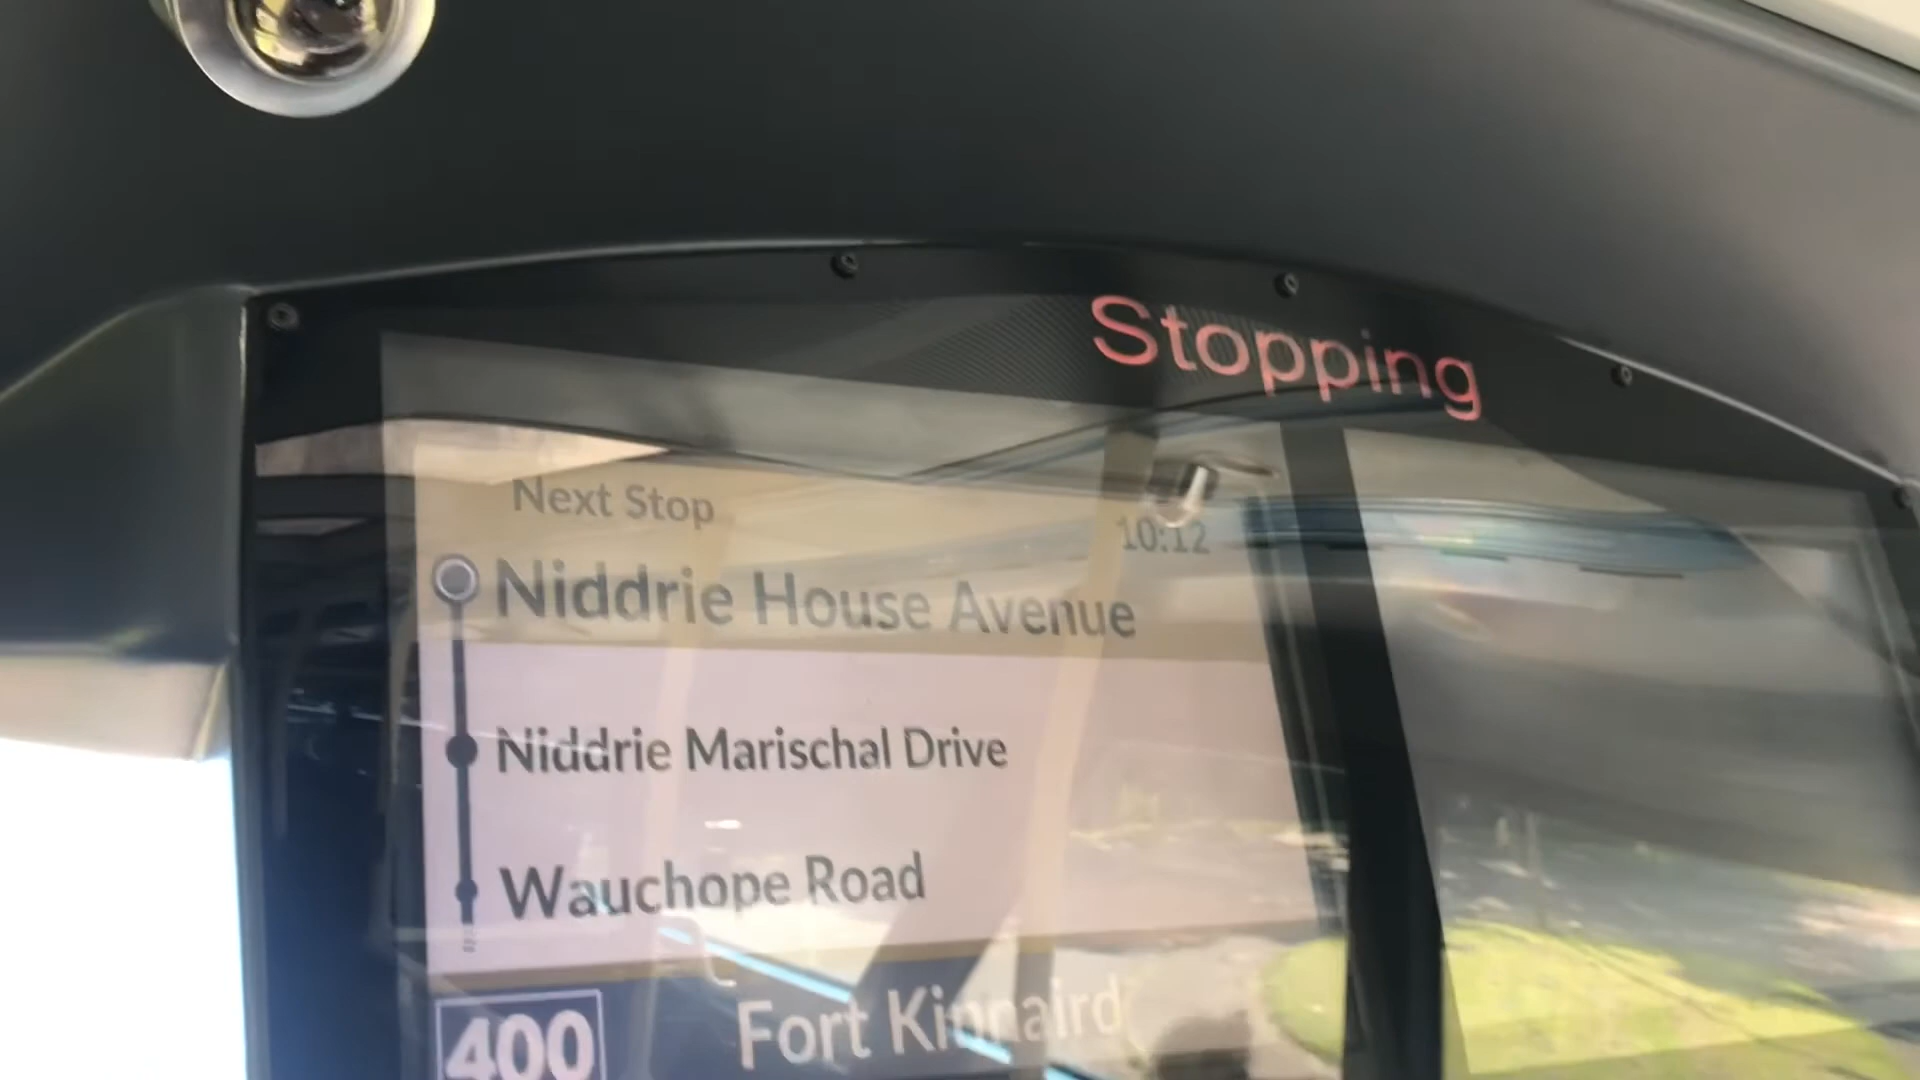 Stopping
Next Stop
10:12
Niddrie House Avenue
Niddrie Marischal Drive
Wauchope Road
400 Fort Kinnaird